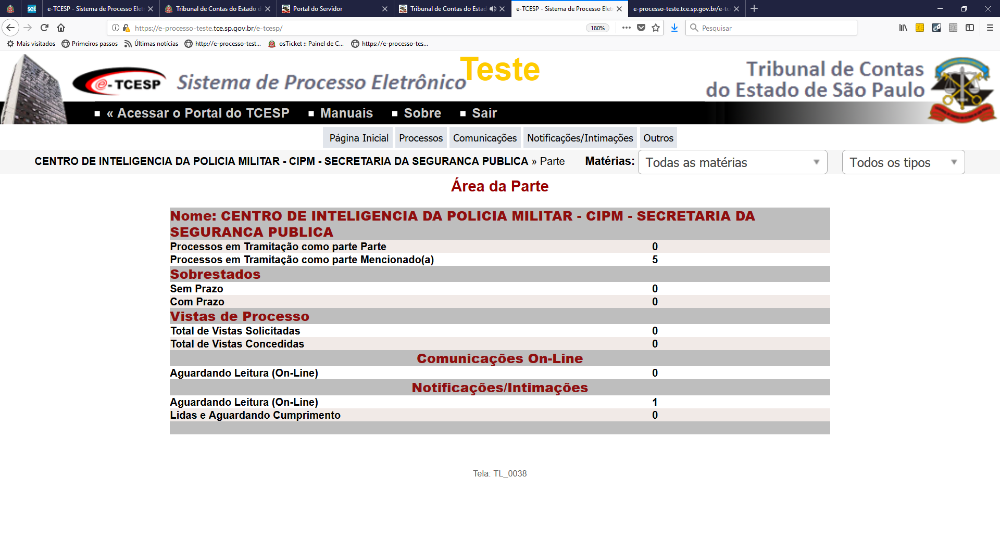 e-TCESP - Sistema de Processo Elet
Tribunal de Contas do Estado d
Portal do Servidor
Tribunal de Contas do Estad
e-TCESP - Sistema de Processo Elet
e-processo-teste.tce.sp.gov.br/e-tc
sei.
https://e-processo-teste.tce.sp.gov.br/e-tcesp/
180%
Pesquisar
Mais visitados
Primeiros passos
Últimas notícias
http://e-processo-test...
osTicket :: Painel de C...
https://e-processo-tes...
e-TCESP
Sistema de Processo Eletrônico
Teste
Tribunal de Contas
do Estado de São Paulo
« Acessar o Portal do TCESP
Manuais
Sobre
Sair
Página Inicial
Processos
Comunicações
Notificações/Intimações
Outros
CENTRO DE INTELIGENCIA DA POLICIA MILITAR - CIPM - SECRETARIA DA SEGURANCA PUBLICA » Parte
Matérias:
Todas as matérias
Todos os tipos
Área da Parte
Nome: CENTRO DE INTELIGENCIA DA POLICIA MILITAR - CIPM - SECRETARIA DA
SEGURANCA PUBLICA
Processos em Tramitação como parte Parte 0
Processos em Tramitação como parte Mencionado(a) 5
Sobrestados
Sem Prazo 0
Com Prazo 0
Vistas de Processo
Total de Vistas Solicitadas 0
Total de Vistas Concedidas 0
Comunicações On-Line
Aguardando Leitura (On-Line) 0
Notificações/Intimações
Aguardando Leitura (On-Line) 1
Lidas e Aguardando Cumprimento 0
Tela: TL_0038